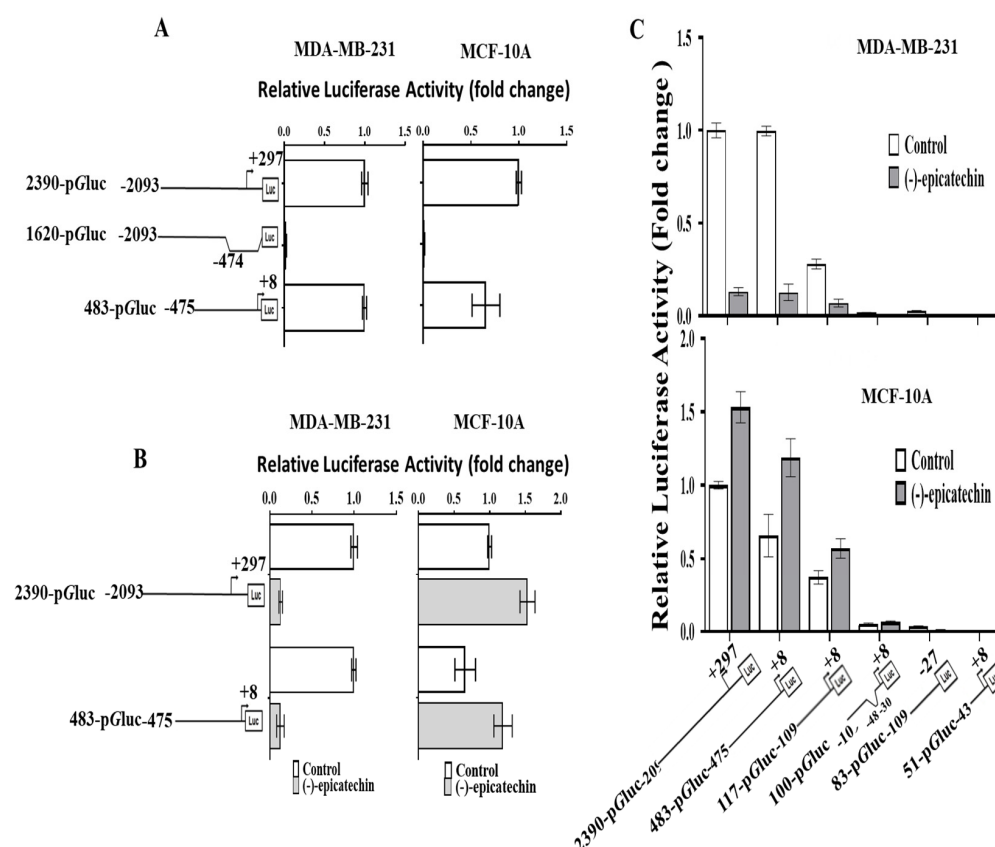 A
MDA-MB-231
MCF-10A
Relative Luciferase Activity (fold change)
0.0 0.5 1.0 1.5
0.0 0.5 1.0 1.5
2390-pGluc -2093
+297
Luc
1620-pGluc -2093
-474
Luc
483-pGluc -475
+8
Luc
B
MDA-MB-231
MCF-10A
Relative Luciferase Activity (fold change)
0.0 0.5 1.0 1.5
0.0 0.5 1.0 1.5 2.0
2390-pGluc -2093
+297
Luc
483-pGluc-475
+8
Luc
Control
(-)-epicatechin
Control
(-)-epicatechin
C
Relative Luciferase Activity (Fold change )
MDA-MB-231
1.5
1.0
0.5
0.0
Control
(-)-epicatechin
MCF-10A
2.0
1.5
1.0
0.5
0.0
Control
(-)-epicatechin
+297
Luc
2390-pGluc-209
+8
Luc
483-pGluc-475
+8
Luc
117-pGluc-109
+8
Luc
100-pGluc -10
-48 -30
-27
Luc
83-pGluc-109
+8
Luc
51-pGluc-43